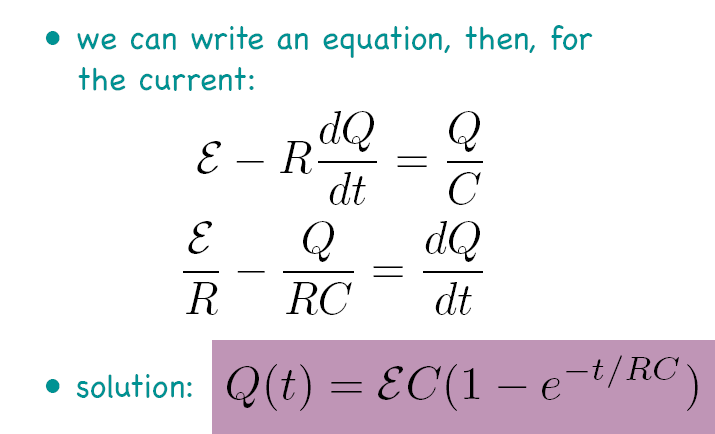 • we can write an equation, then, for
the current:
ℰ − R dQ/dt = Q/C
ℰ/R − Q/RC = dQ/dt
• solution: Q(t) = ℰC(1 − e^{−t/RC})